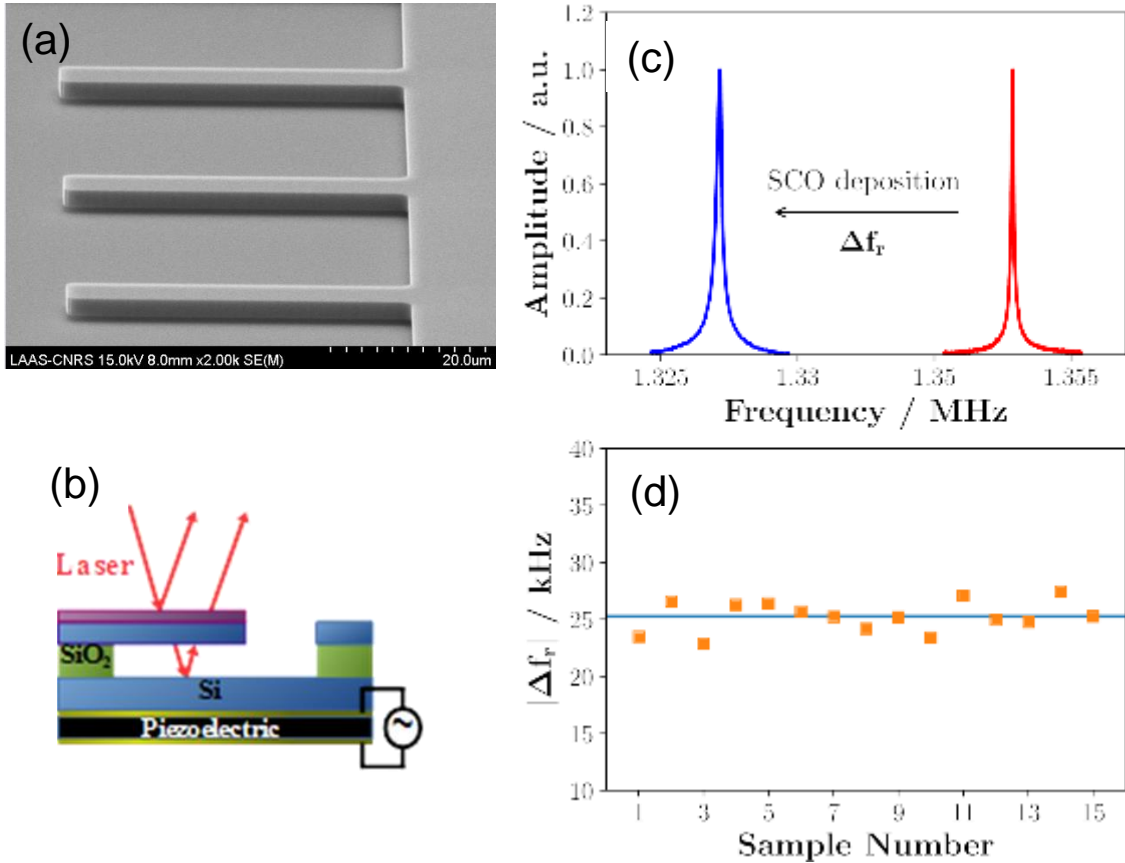 (a)
LAAS-CNRS 15.0kV 8.0mm x2.00k SE(M) 20.0um
(b)
Laser
SiO₂
Si
Piezoelectric
~
(c)
Amplitude / a.u.
1.2
1.0
0.8
0.6
0.4
0.2
0.0
SCO deposition
Δfᵣ
1.325 1.33 1.35 1.355
Frequency / MHz
(d)
|Δfᵣ| / kHz
40
35
30
25
20
15
10
1 3 5 7 9 11 13 15
Sample Number